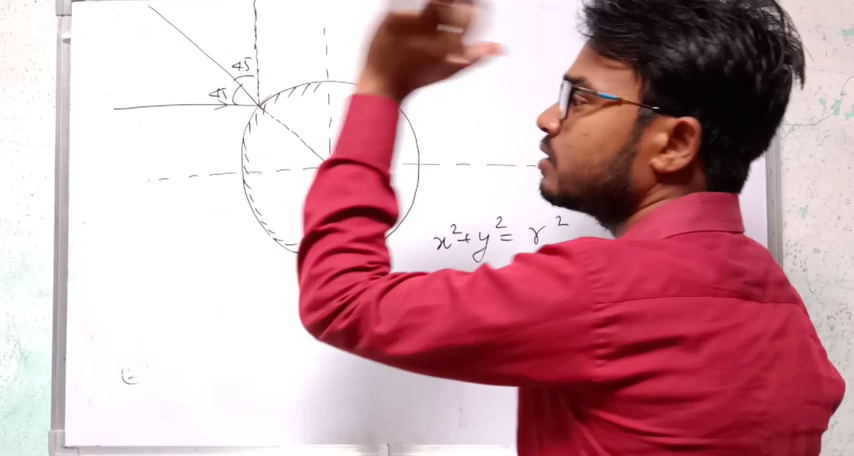 45
45
x² + y² = r²